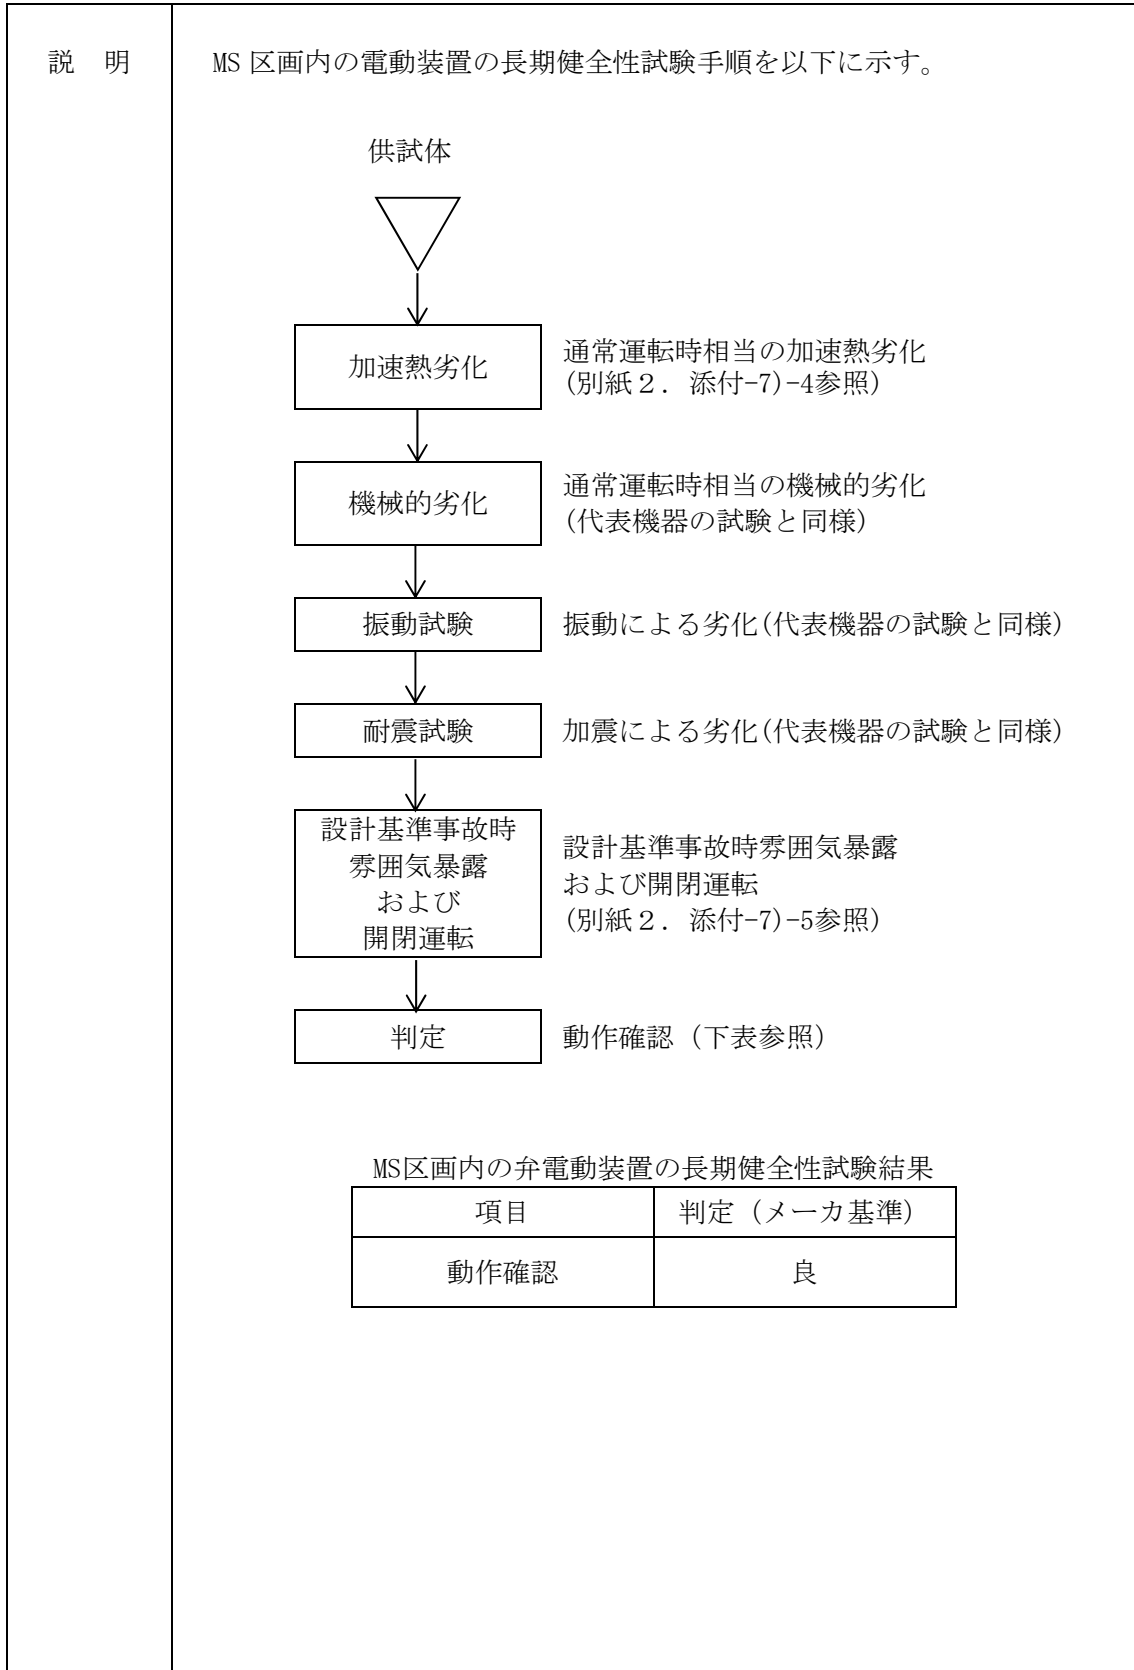 説 明
MS 区画内の電動装置の長期健全性試験手順を以下に示す。
供試体
加速熱劣化
通常運転時相当の加速熱劣化
(別紙２．添付-7)-4参照)
機械的劣化
通常運転時相当の機械的劣化
(代表機器の試験と同様)
振動試験
振動による劣化(代表機器の試験と同様)
耐震試験
加震による劣化(代表機器の試験と同様)
設計基準事故時
雰囲気暴露
および
開閉運転
設計基準事故時雰囲気暴露
および開閉運転
(別紙２．添付-7)-5参照)
判定
動作確認（下表参照）
MS区画内の弁電動装置の長期健全性試験結果
項目 判定（メーカ基準）
動作確認 良